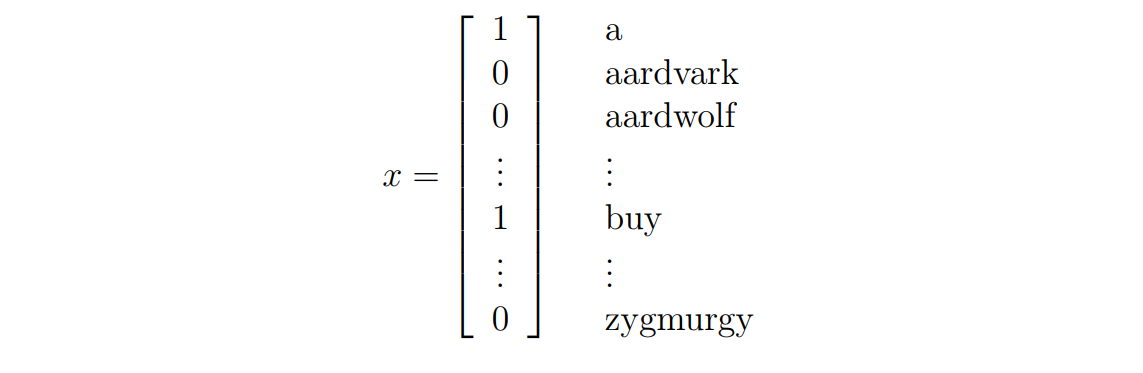 1 a
0 aardvark
0 aardwolf
⋮ ⋮
x =
1 buy
⋮ ⋮
0 zygmurgy